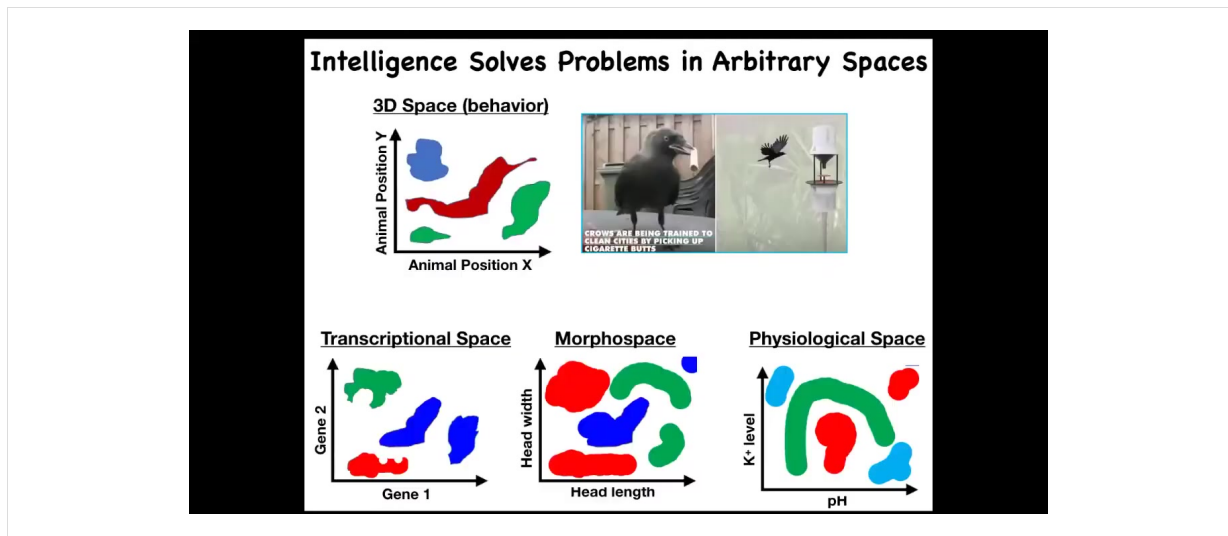 Intelligence Solves Problems in Arbitrary Spaces
3D Space (behavior)
Animal Position Y
Animal Position X
CROWS ARE BEING TRAINED TO
CLEAN CITIES BY PICKING UP
CIGARETTE BUTTS
Transcriptional Space
Gene 2
Gene 1
Morphospace
Head width
Head length
Physiological Space
K⁺ level
pH